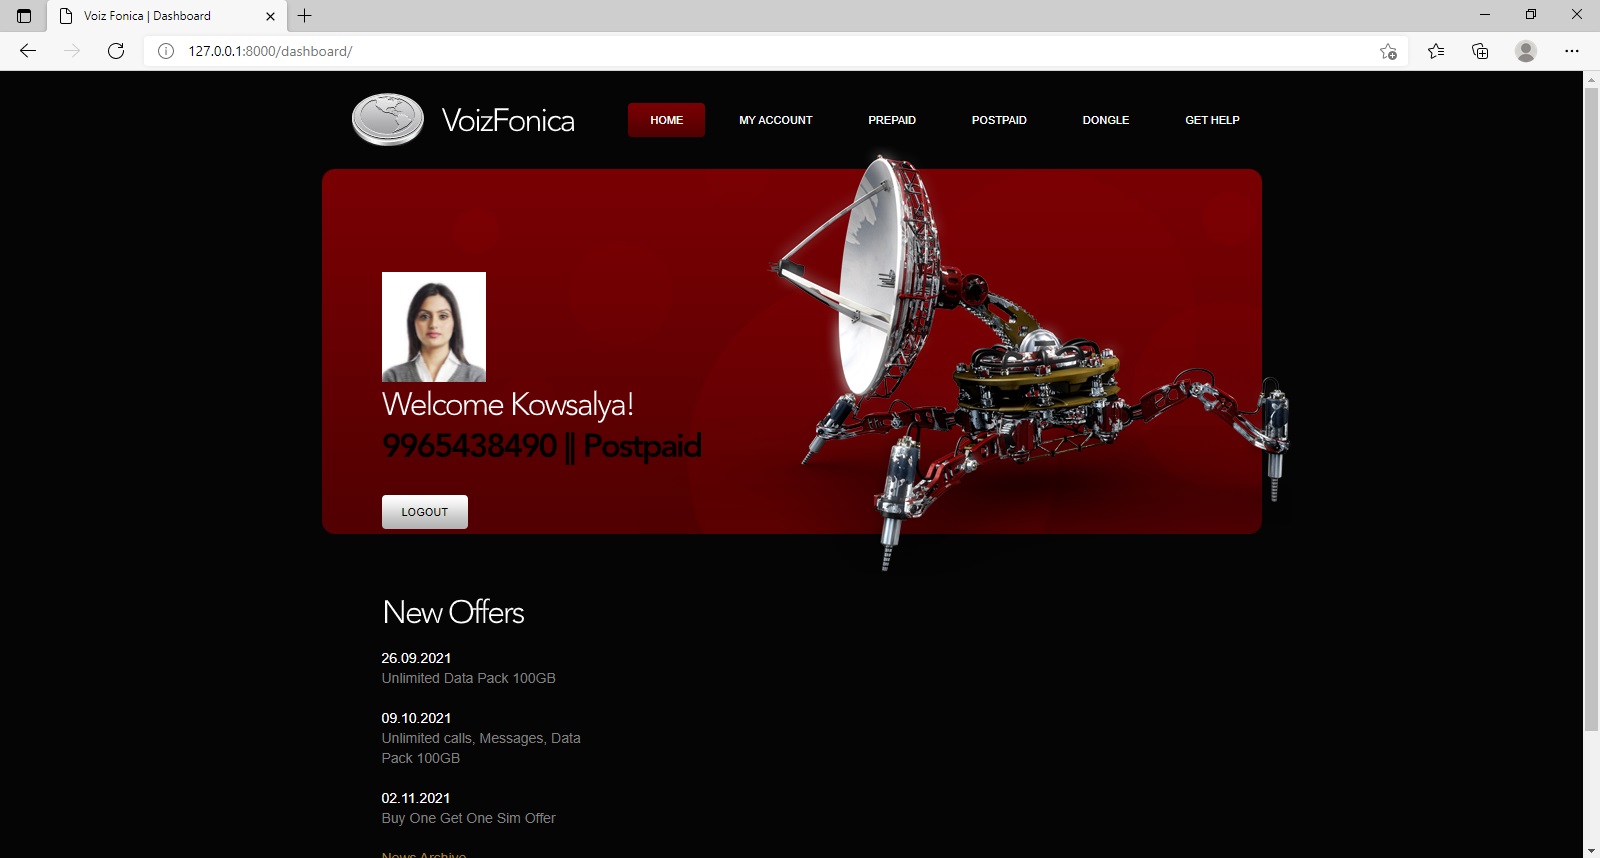 Voiz Fonica | Dashboard
127.0.0.1:8000/dashboard/
VoizFonica
HOME
MY ACCOUNT
PREPAID
POSTPAID
DONGLE
GET HELP
Welcome Kowsalya!
9965438490 || Postpaid
LOGOUT
New Offers
26.09.2021
Unlimited Data Pack 100GB
09.10.2021
Unlimited calls, Messages, Data
Pack 100GB
02.11.2021
Buy One Get One Sim Offer
News Archive